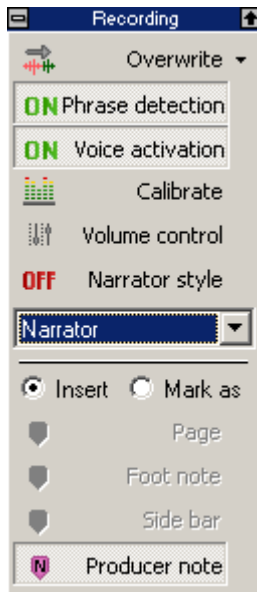 Recording
Overwrite
ON Phrase detection
ON Voice activation
Calibrate
Volume control
OFF Narrator style
Narrator
Insert Mark as
Page
Foot note
Side bar
N Producer note